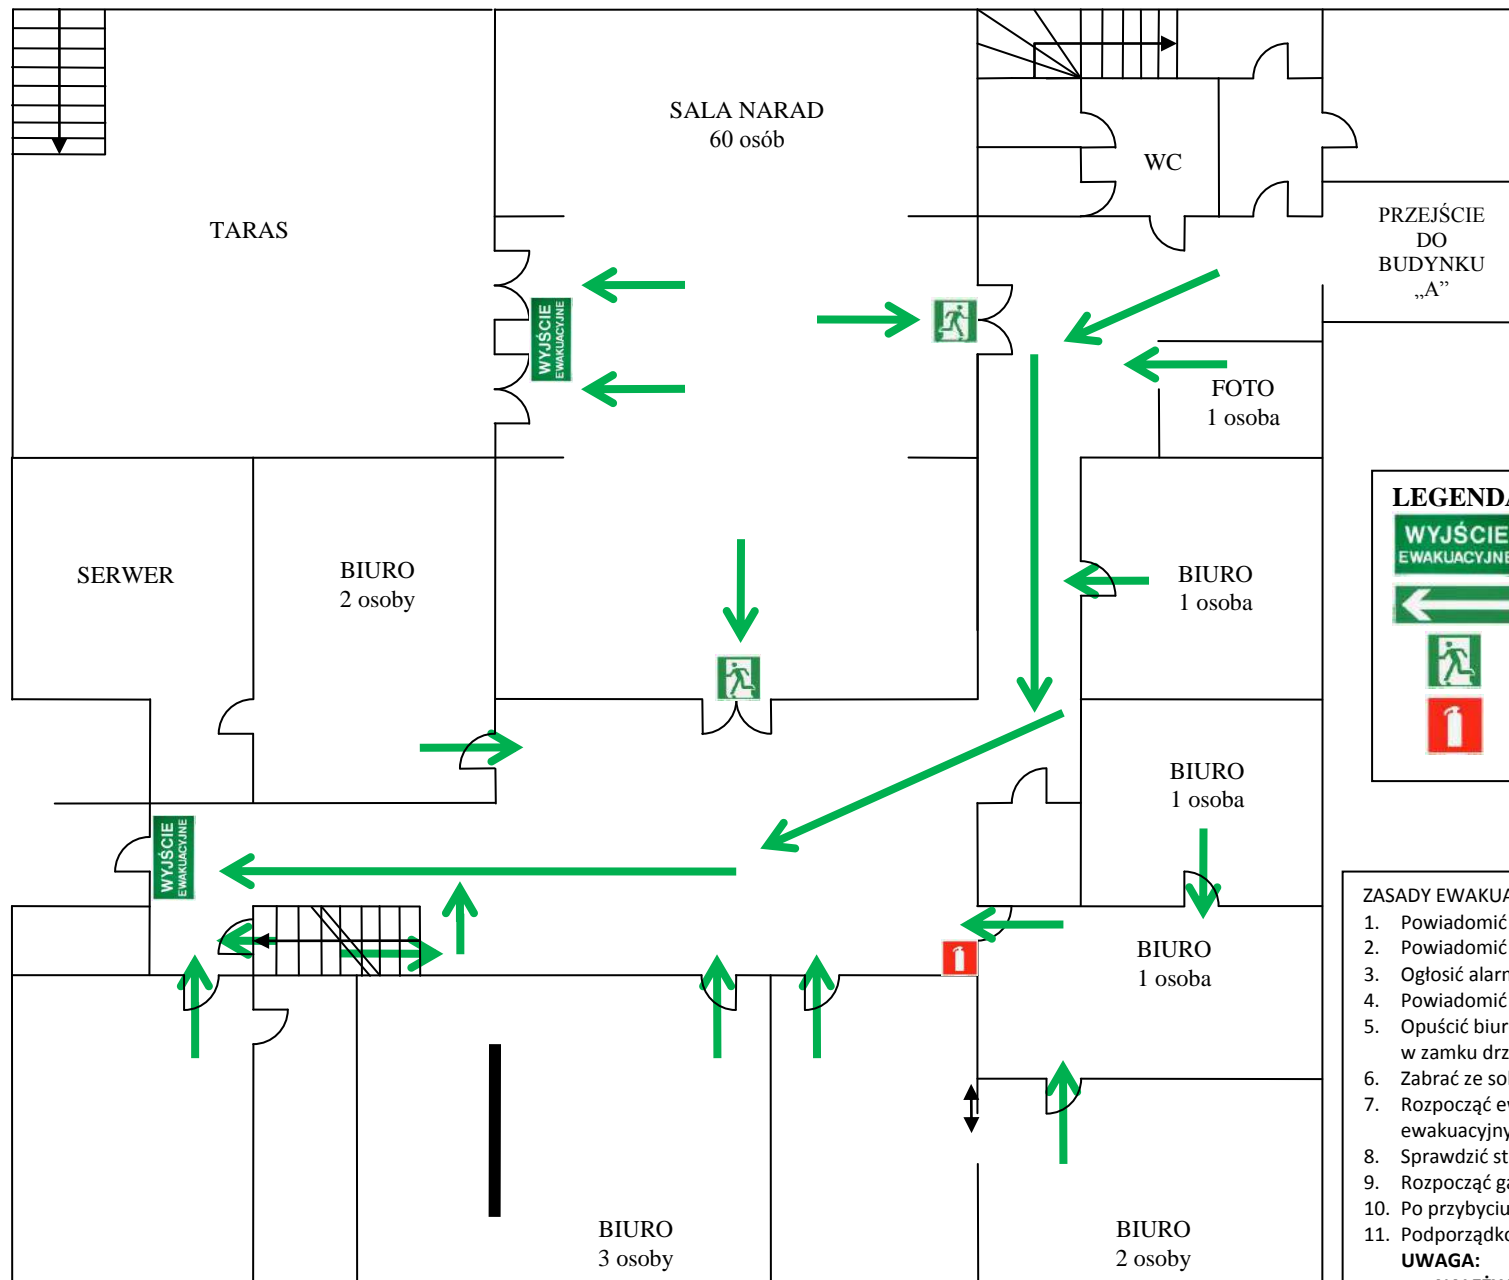 SALA NARAD
60 osób
WC
TARAS
PRZEJŚCIE
DO
BUDYNKU
„A”
WYJŚCIE
EWAKUACYJNE
FOTO
1 osoba
SERWER
BIURO
2 osoby
BIURO
1 osoba
LEGENDA
WYJŚCIE
EWAKUACYJNE
BIURO
1 osoba
WYJŚCIE
EWAKUACYJNE
BIURO
1 osoba
BIURO
3 osoby
BIURO
2 osoby
ZASADY EWAKUA
1. Powiadomić
2. Powiadomić
3. Ogłosić alarm
4. Powiadomić
5. Opuścić biur
w zamku drz
6. Zabrać ze sob
7. Rozpocząć ew
ewakuacyjny
8. Sprawdzić st
9. Rozpocząć ga
10. Po przybyciu
11. Podporządko
UWAGA: